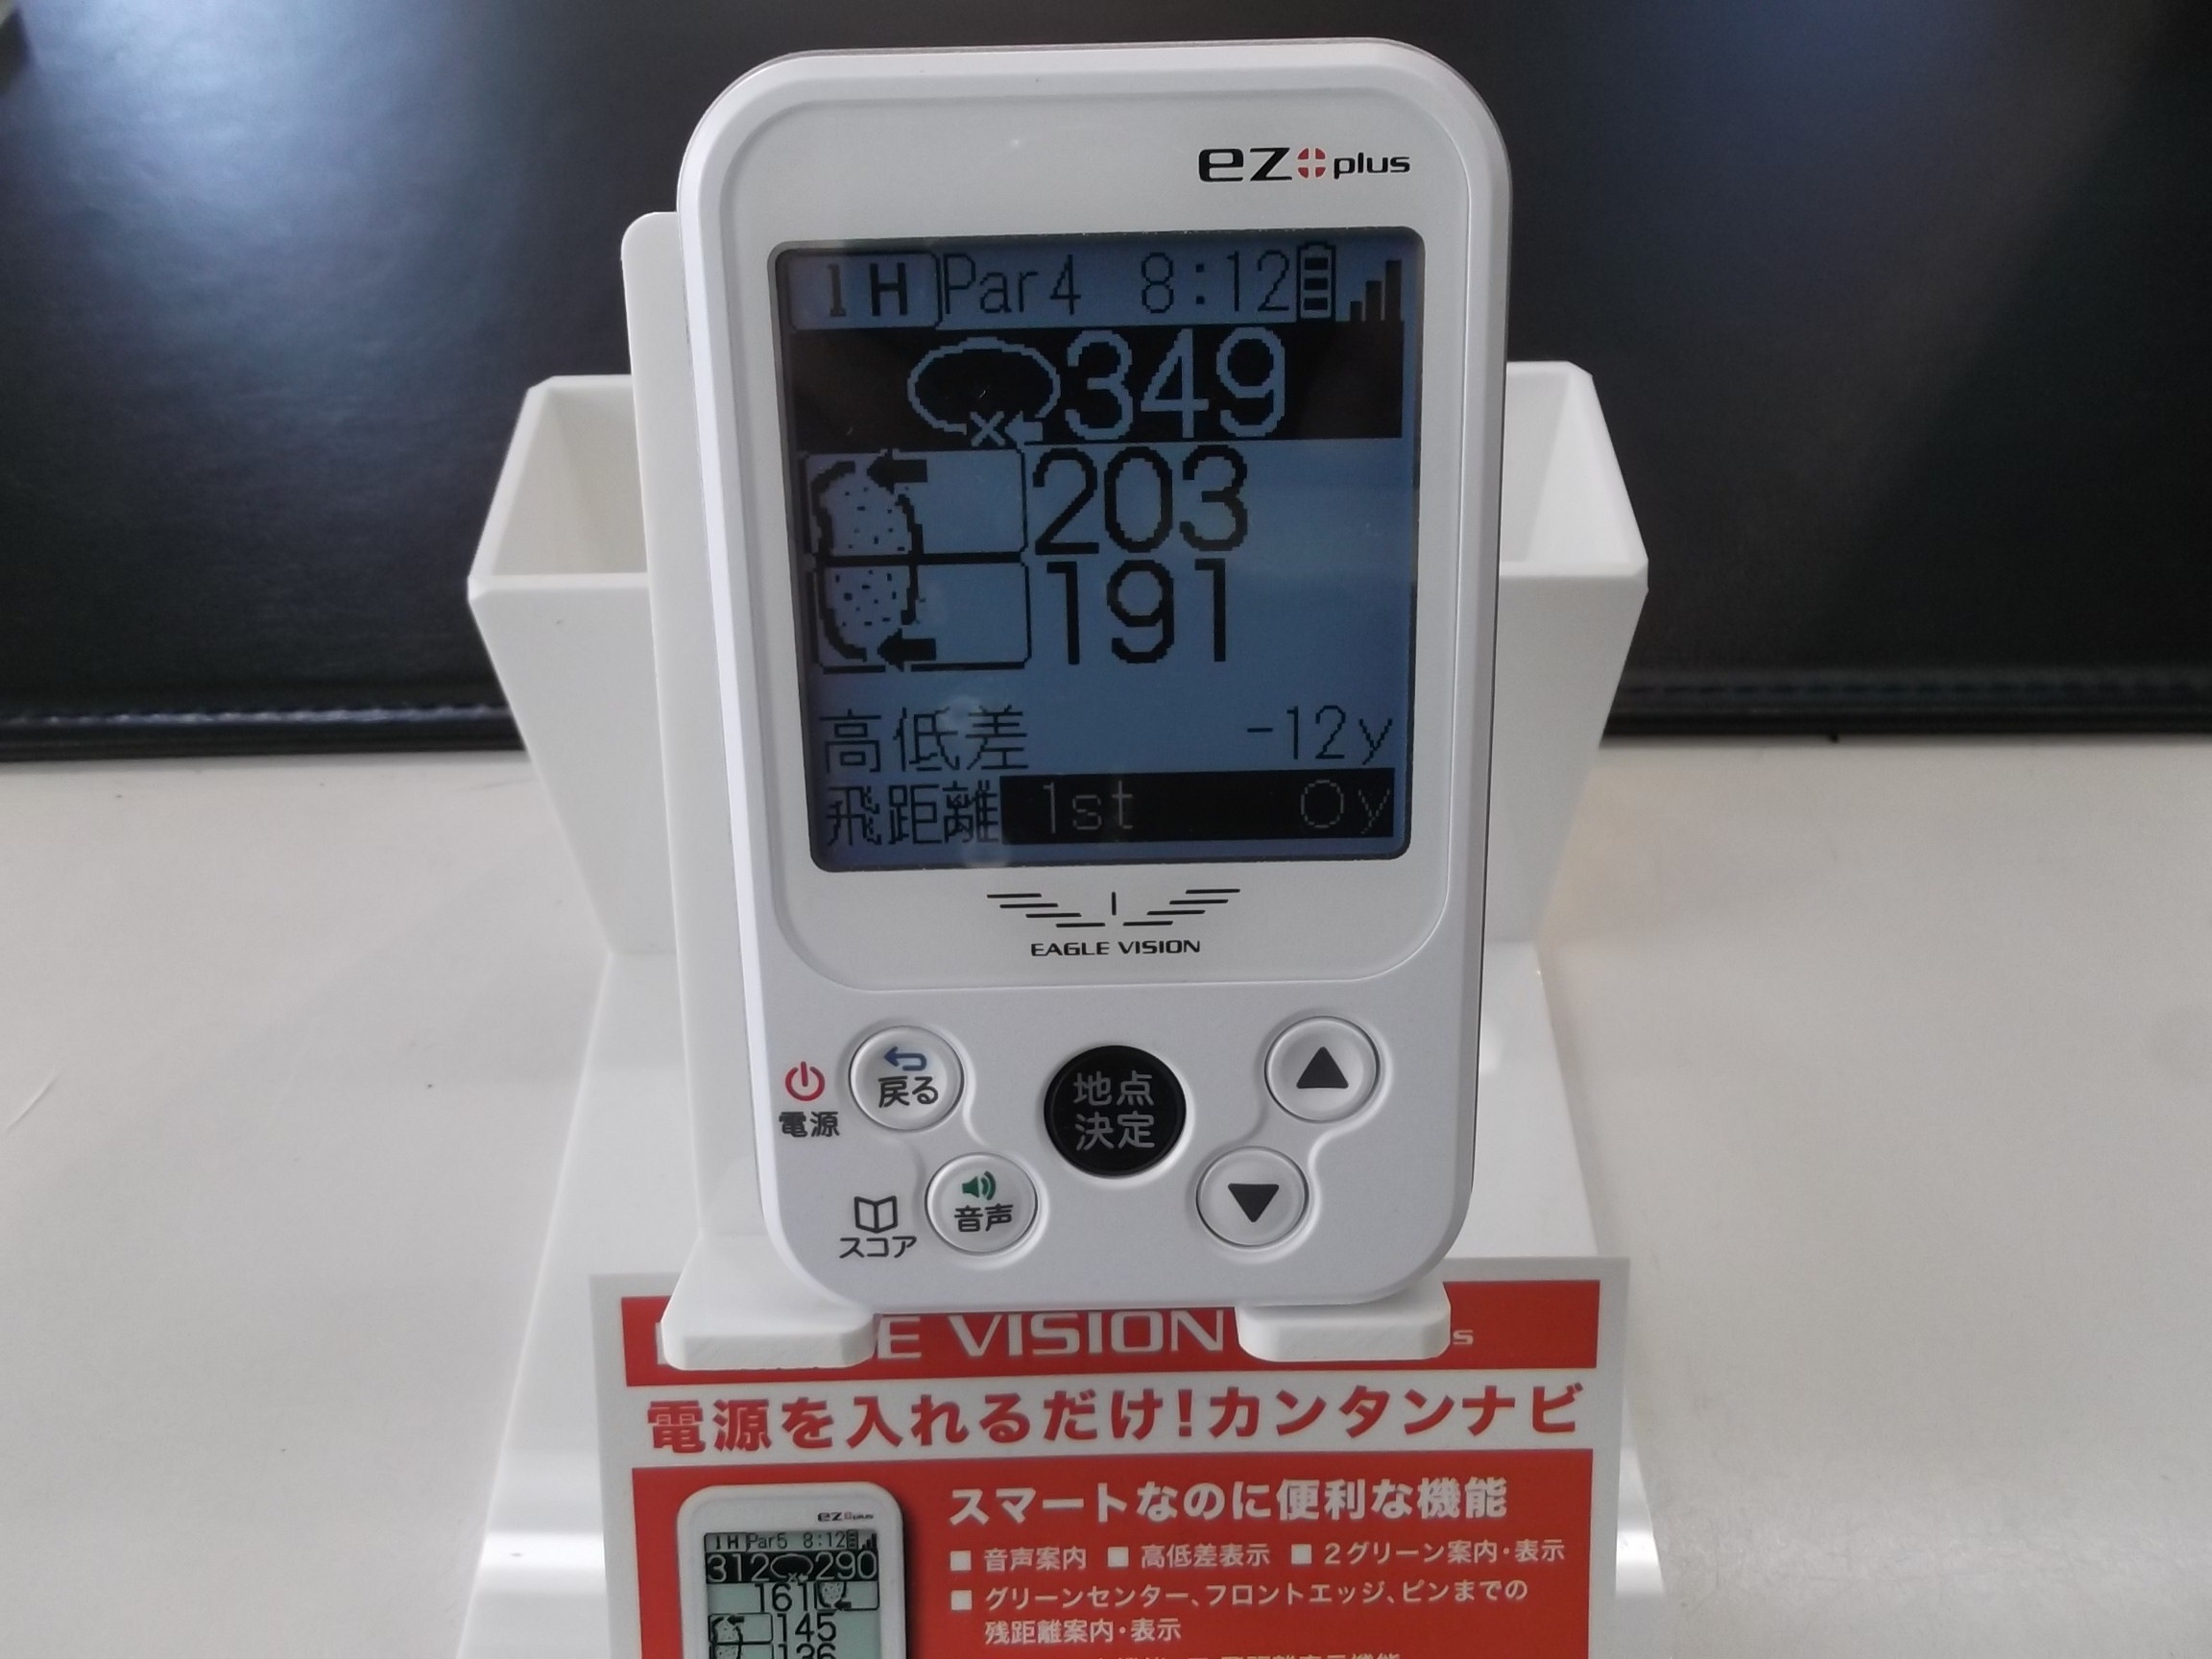 ez plus
1H Par4 8:12
349
203
191
高低差 -12y
飛距離 1st 0y
EAGLE VISION
戻る
電源
地点
決定
▲
音声
スコア
▼
E VISION s
電源を入れるだけ!カンタンナビ
スマートなのに便利な機能
■ 音声案内 ■ 高低差表示 ■ 2グリーン案内・表示
■ グリーンセンター、フロントエッジ、ピンまでの
残距離案内・表示
ez plus
1H Par5 8:12
312 290
161
145
136